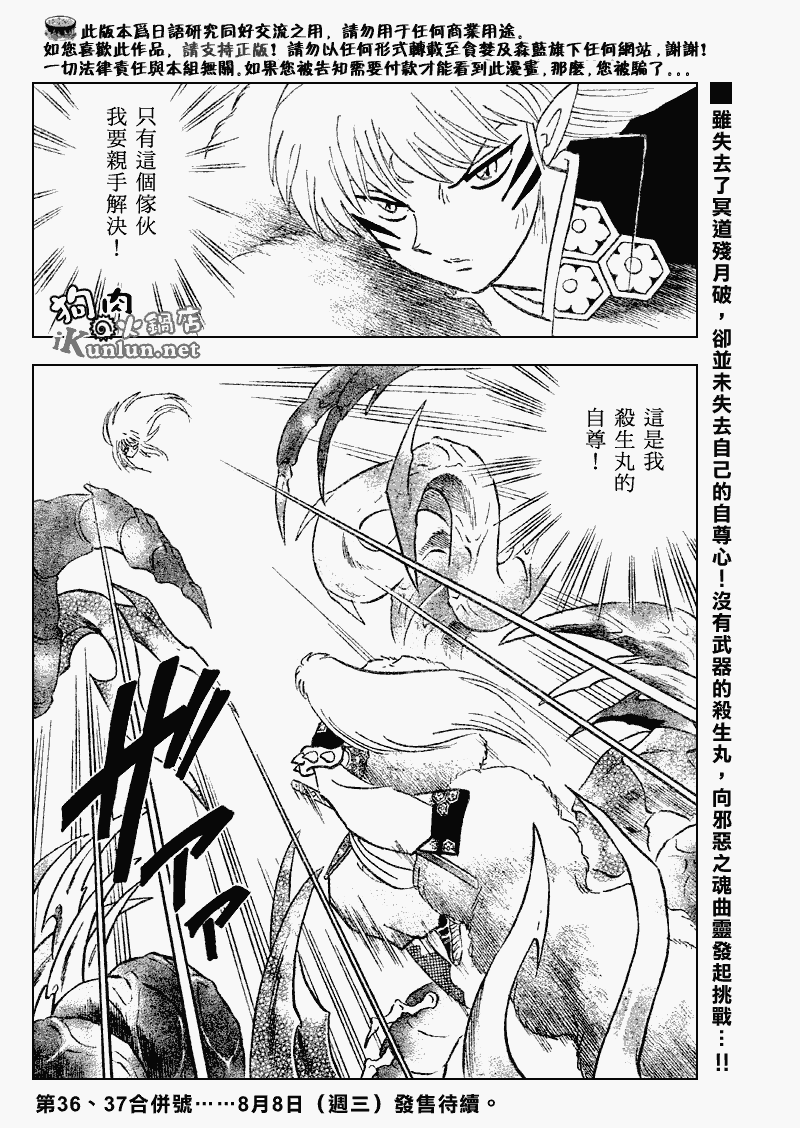 此版本爲日語研究同好交流之用，請勿用于任何商業用途。
如您喜歡此作品，請支持正版！請勿以任何形式轉載至貪婪及森藍旗下任何網站，謝謝！
一切法律責任與本組無關。如果您被告知需要付款才能看到此漫畫，那麼，您被騙了...
只有這個傢伙
我要親手解決！
狗肉
火鍋店
iKunlun.net
這是我
殺生丸的
自尊！
ザアア
■雖失去了冥道殘月破，卻並未失去自己的自尊心！沒有武器的殺生丸，向邪惡之魂曲靈發起挑戰…!!
第36、37合併號……8月8日（週三）發售待續。